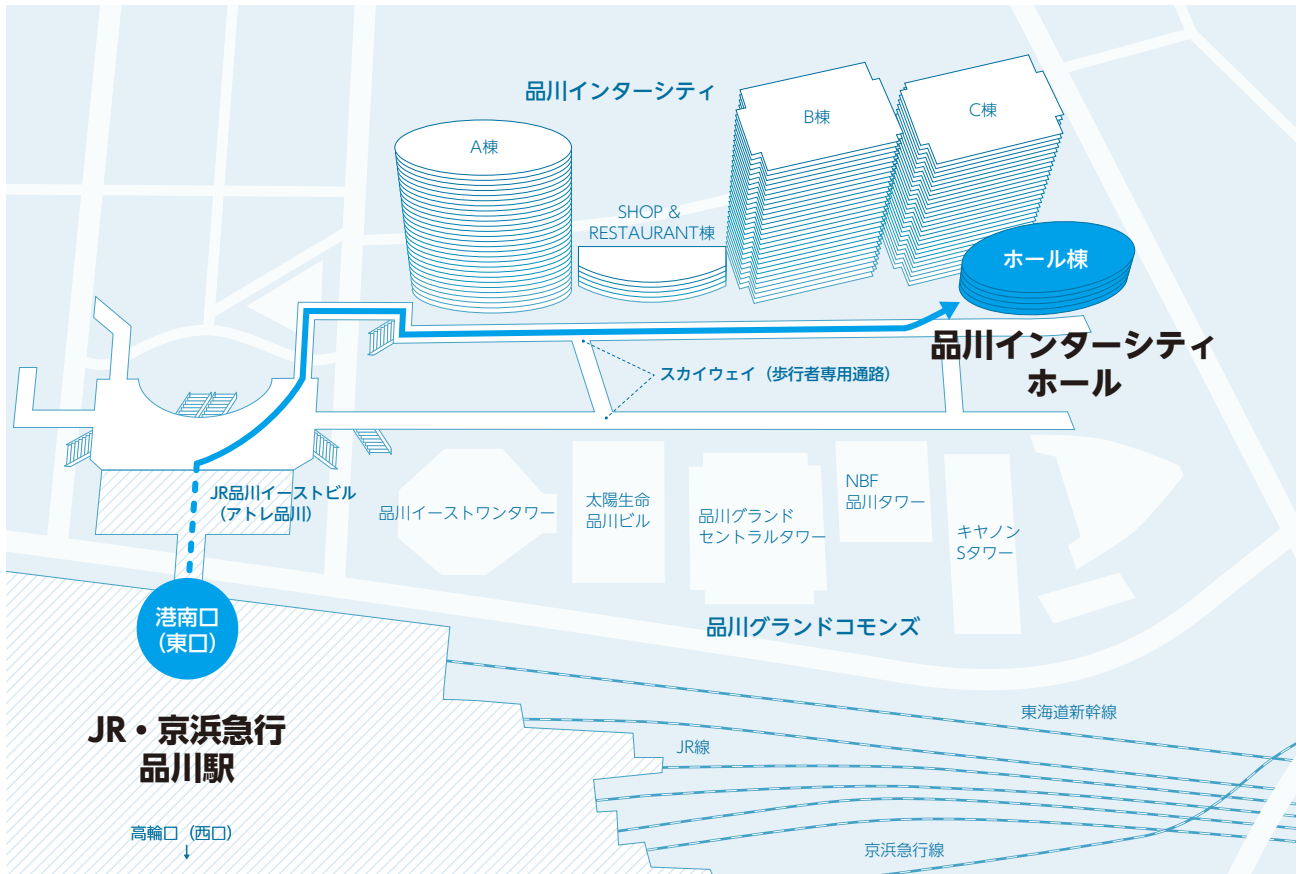 品川インターシティ
A棟
B棟
C棟
SHOP &
RESTAURANT棟
ホール棟
品川インターシティ
ホール
スカイウェイ（歩行者専用通路）
JR品川イーストビル
（アトレ品川）
品川イーストワンタワー
太陽生命
品川ビル
品川グランド
セントラルタワー
NBF
品川タワー
キヤノン
Sタワー
品川グランドコモンズ
港南口
（東口）
JR・京浜急行
品川駅
高輪口（西口）
↓
東海道新幹線
JR線
京浜急行線